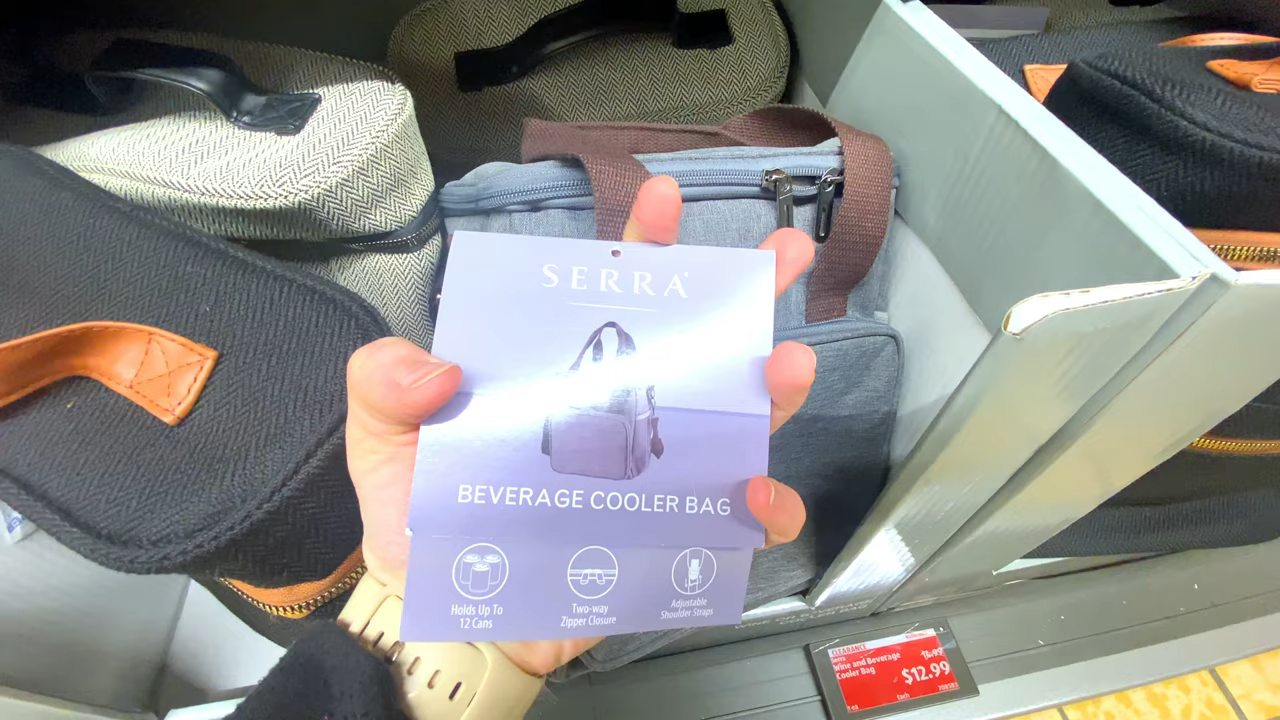 SERRA
BEVERAGE COOLER BAG
Holds Up To
12 Cans
Two-way
Zipper Closure
Adjustable
Shoulder Straps
CLEARANCE
Serra
Wine and Beverage
Cooler Bag
16.99
$12.99
Each